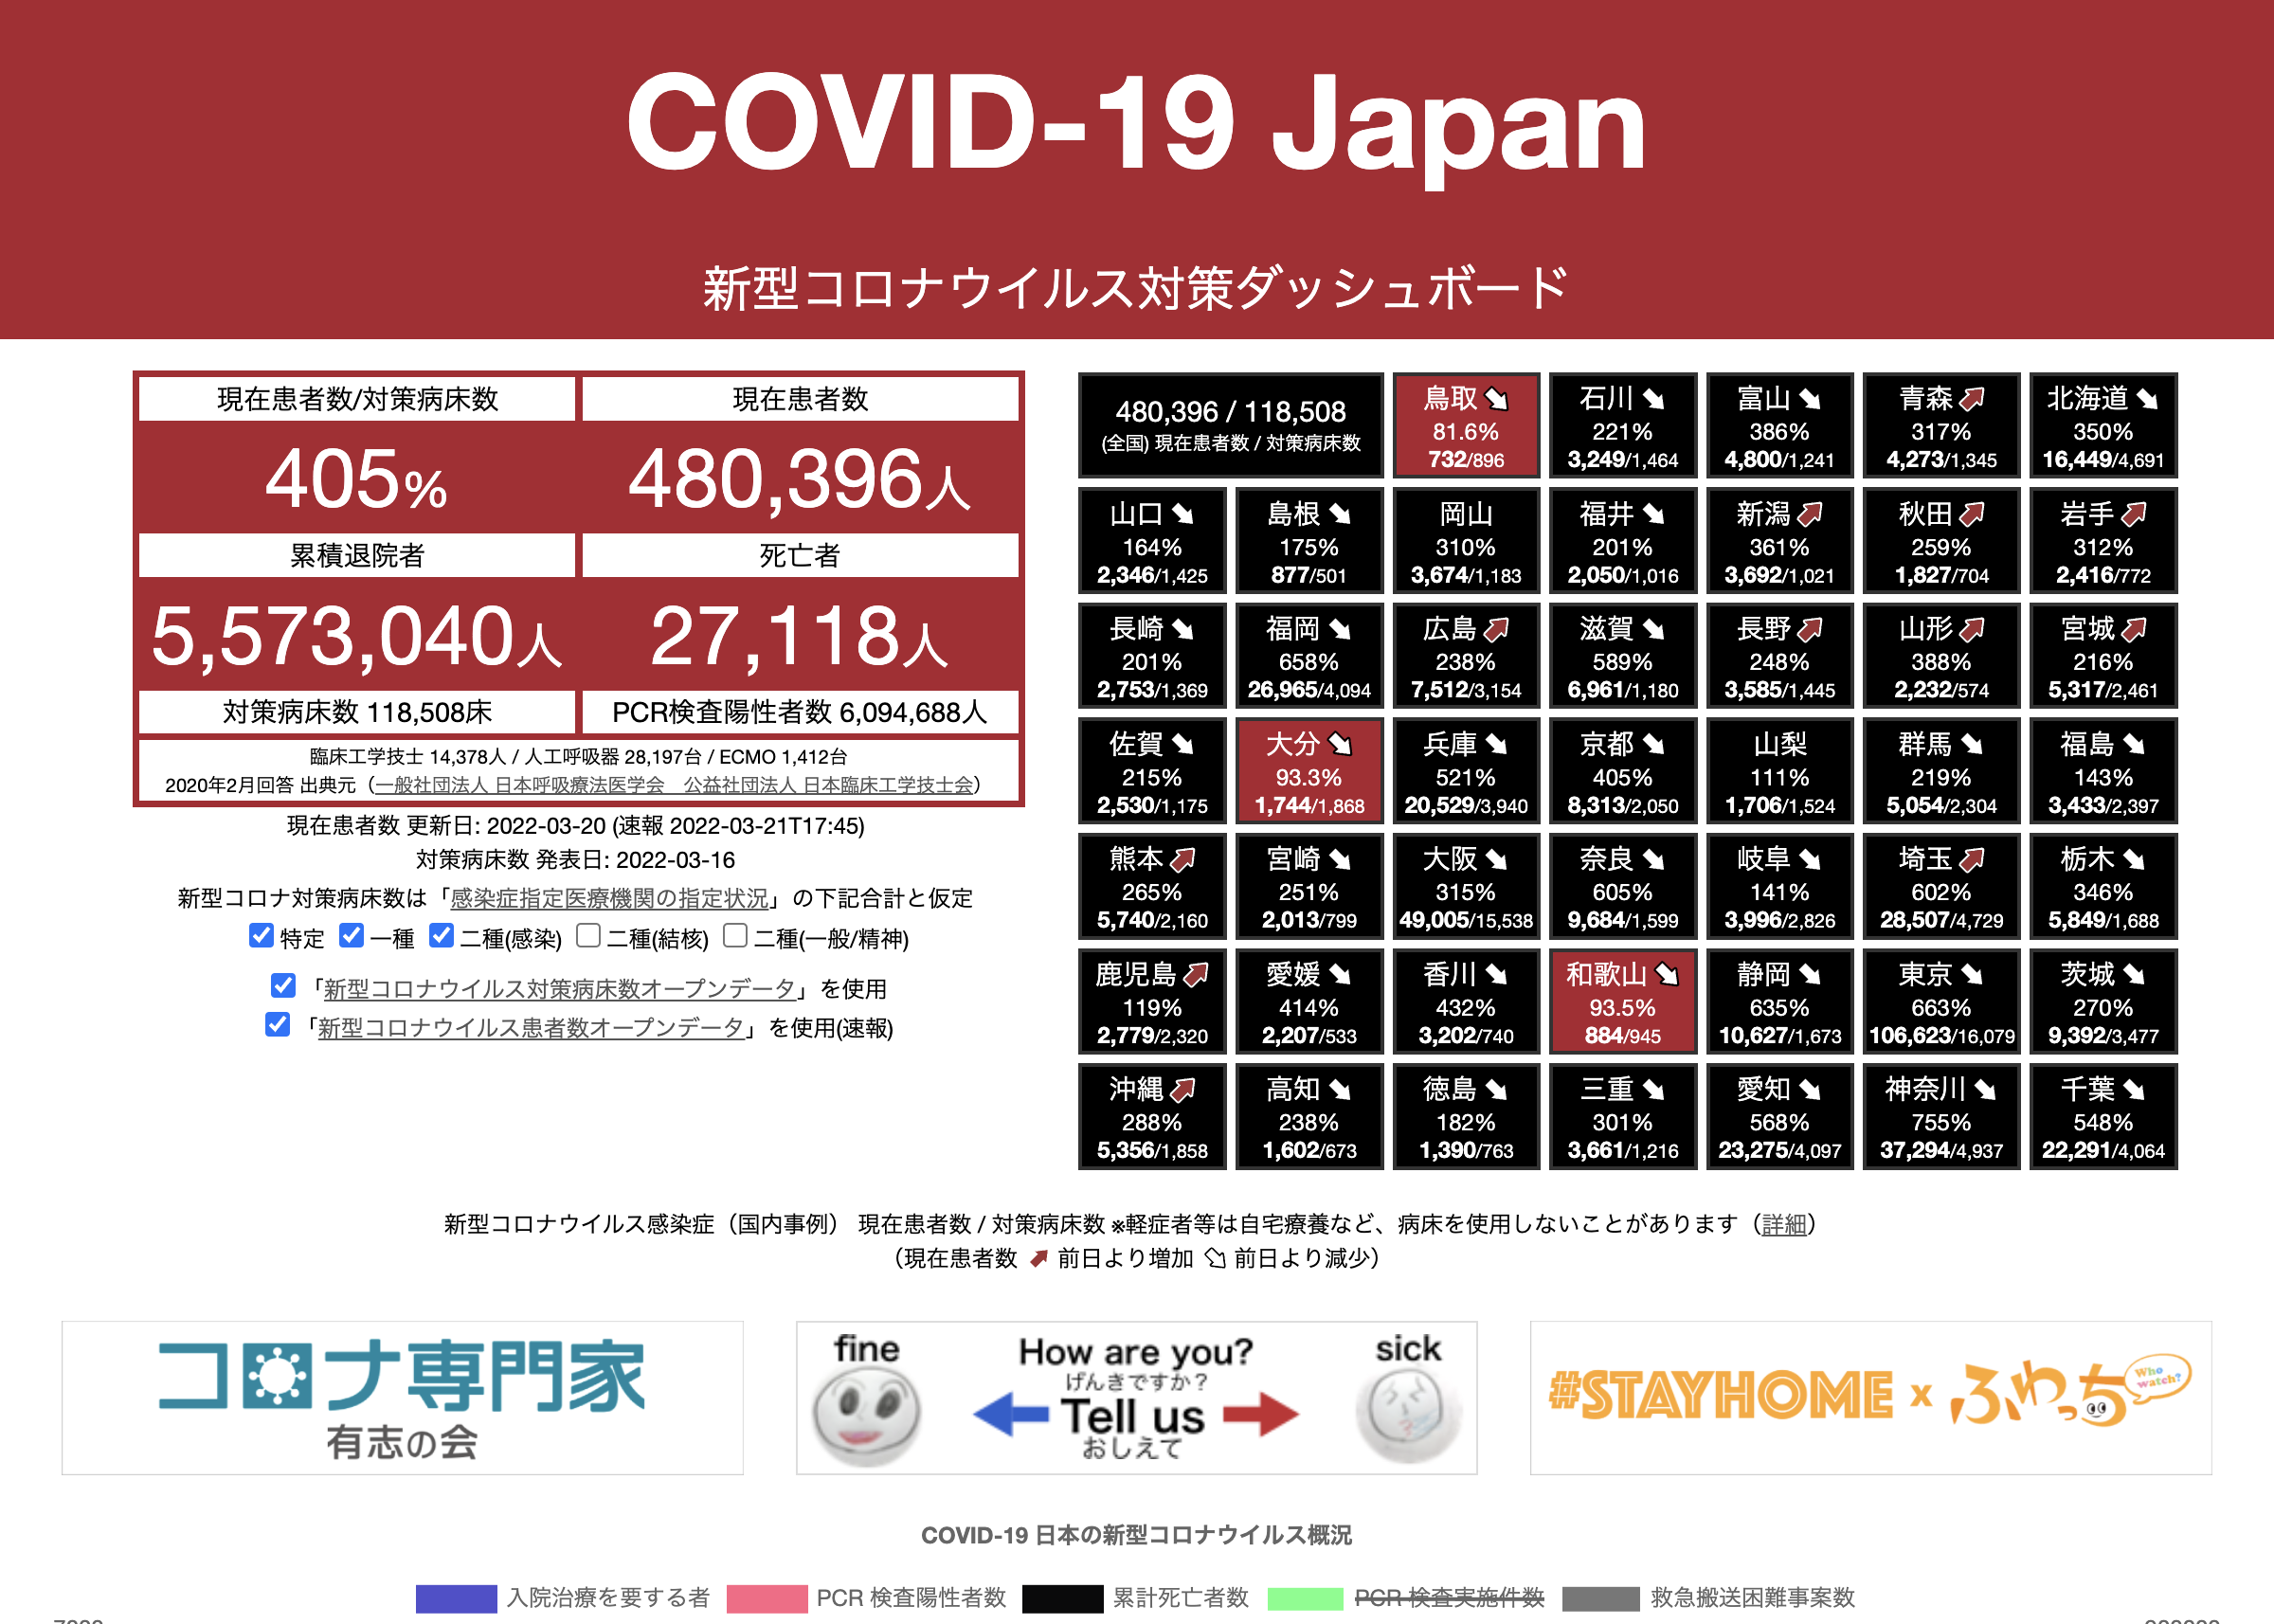 COVID-19 Japan
新型コロナウイルス対策ダッシュボード
現在患者数/対策病床数 現在患者数
405% 480,396人
累積退院者 死亡者
5,573,040人 27,118人
対策病床数 118,508床 PCR検査陽性者数 6,094,688人
臨床工学技士 14,378人 / 人工呼吸器 28,197台 / ECMO 1,412台
2020年2月回答 出典元（一般社団法人 日本呼吸療法医学会　公益社団法人 日本臨床工学技士会）
現在患者数 更新日: 2022-03-20 (速報 2022-03-21T17:45)
対策病床数 発表日: 2022-03-16
新型コロナ対策病床数は「感染症指定医療機関の指定状況」の下記合計と仮定
特定 一種 二種(感染) 二種(結核) 二種(一般/精神)
「新型コロナウイルス対策病床数オープンデータ」を使用
「新型コロナウイルス患者数オープンデータ」を使用(速報)
480,396 / 118,508
(全国) 現在患者数 / 対策病床数
鳥取 石川 富山 青森 北海道
81.6% 221% 386% 317% 350%
732/896 3,249/1,464 4,800/1,241 4,273/1,345 16,449/4,691
山口 島根 岡山 福井 新潟 秋田 岩手
164% 175% 310% 201% 361% 259% 312%
2,346/1,425 877/501 3,674/1,183 2,050/1,016 3,692/1,021 1,827/704 2,416/772
長崎 福岡 広島 滋賀 長野 山形 宮城
201% 658% 238% 589% 248% 388% 216%
2,753/1,369 26,965/4,094 7,512/3,154 6,961/1,180 3,585/1,445 2,232/574 5,317/2,461
佐賀 大分 兵庫 京都 山梨 群馬 福島
215% 93.3% 521% 405% 111% 219% 143%
2,530/1,175 1,744/1,868 20,529/3,940 8,313/2,050 1,706/1,524 5,054/2,304 3,433/2,397
熊本 宮崎 大阪 奈良 岐阜 埼玉 栃木
265% 251% 315% 605% 141% 602% 346%
5,740/2,160 2,013/799 49,005/15,538 9,684/1,599 3,996/2,826 28,507/4,729 5,849/1,688
鹿児島 愛媛 香川 和歌山 静岡 東京 茨城
119% 414% 432% 93.5% 635% 663% 270%
2,779/2,320 2,207/533 3,202/740 884/945 10,627/1,673 106,623/16,079 9,392/3,477
沖縄 高知 徳島 三重 愛知 神奈川 千葉
288% 238% 182% 301% 568% 755% 548%
5,356/1,858 1,602/673 1,390/763 3,661/1,216 23,275/4,097 37,294/4,937 22,291/4,064
新型コロナウイルス感染症（国内事例） 現在患者数 / 対策病床数 ※軽症者等は自宅療養など、病床を使用しないことがあります（詳細）
（現在患者数 前日より増加 前日より減少）
コロナ専門家
有志の会
fine How are you? sick
げんきですか？
Tell us
おしえて
#STAYHOME x ふわっち
Who watch?
COVID-19 日本の新型コロナウイルス概況
入院治療を要する者 PCR 検査陽性者数 累計死亡者数 PCR 検査実施件数 救急搬送困難事案数